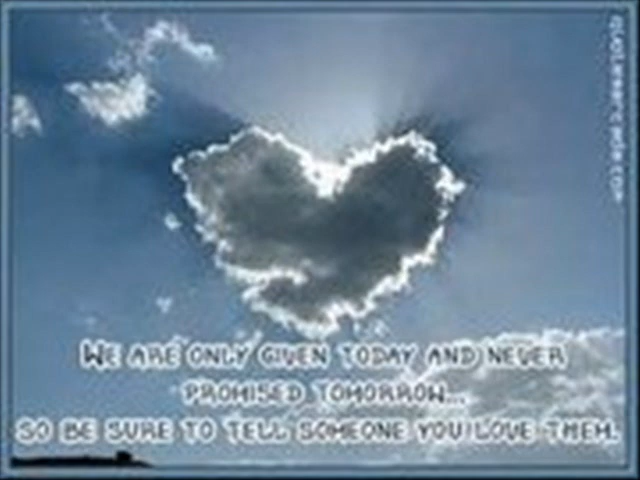 We are only given today and never
promised tomorrow...
so be sure to tell someone you love them.